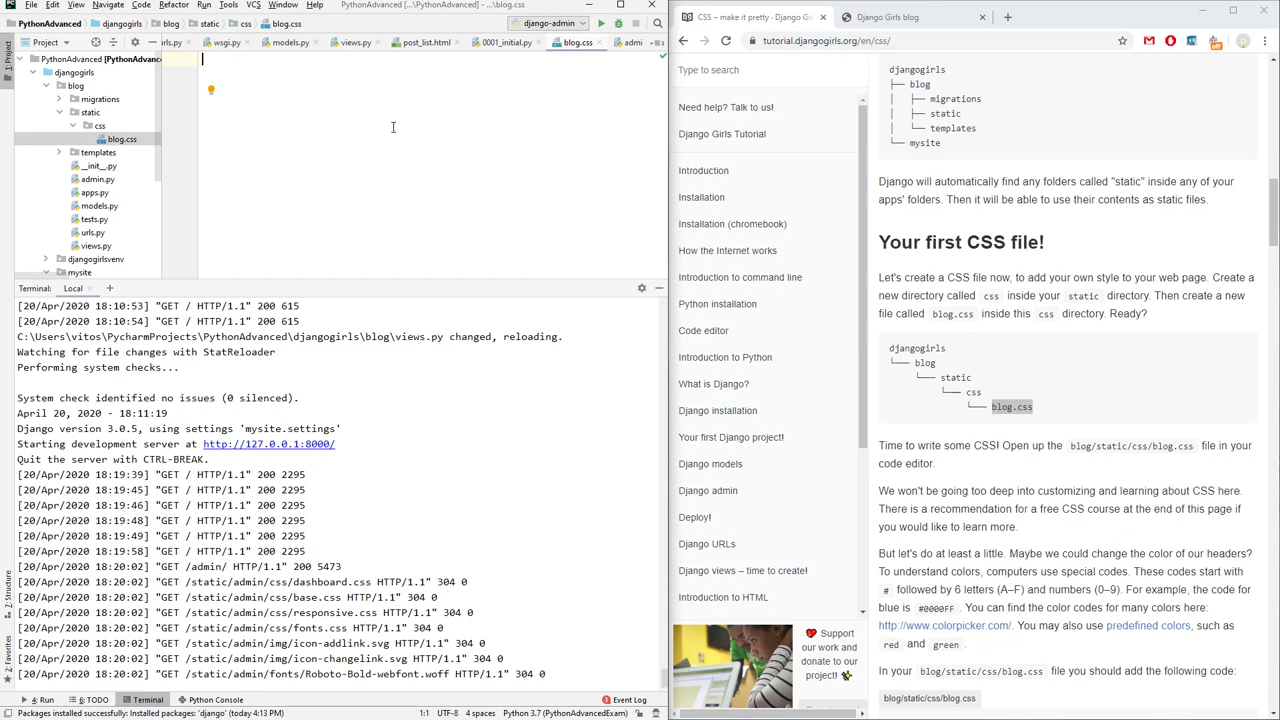 File Edit View Navigate Code Refactor Run Tools VCS Window Help PythonAdvanced [...\PythonAdvanced] - ...\blog.css
PythonAdvanced djangogirls blog static css blog.css django-admin
Project rls.py wsgi.py models.py views.py post_list.html 0001_initial.py blog.css admi
1: Project
PythonAdvanced [PythonAdvanc
djangogirls
blog
migrations
static
css
blog.css
templates
__init__.py
admin.py
apps.py
models.py
tests.py
urls.py
views.py
djangogirlsvenv
mysite
Terminal: Local
[20/Apr/2020 18:10:53] "GET / HTTP/1.1" 200 615
[20/Apr/2020 18:10:54] "GET / HTTP/1.1" 200 615
C:\Users\vitos\PycharmProjects\PythonAdvanced\djangogirls\blog\views.py changed, reloading.
Watching for file changes with StatReloader
Performing system checks...
System check identified no issues (0 silenced).
April 20, 2020 - 18:11:19
Django version 3.0.5, using settings 'mysite.settings'
Starting development server at http://127.0.0.1:8000/
Quit the server with CTRL-BREAK.
[20/Apr/2020 18:19:39] "GET / HTTP/1.1" 200 2295
[20/Apr/2020 18:19:45] "GET / HTTP/1.1" 200 2295
[20/Apr/2020 18:19:46] "GET / HTTP/1.1" 200 2295
[20/Apr/2020 18:19:48] "GET / HTTP/1.1" 200 2295
[20/Apr/2020 18:19:49] "GET / HTTP/1.1" 200 2295
[20/Apr/2020 18:19:58] "GET / HTTP/1.1" 200 2295
[20/Apr/2020 18:20:02] "GET /admin/ HTTP/1.1" 200 5473
[20/Apr/2020 18:20:02] "GET /static/admin/css/dashboard.css HTTP/1.1" 304 0
[20/Apr/2020 18:20:02] "GET /static/admin/css/base.css HTTP/1.1" 304 0
[20/Apr/2020 18:20:02] "GET /static/admin/css/responsive.css HTTP/1.1" 304 0
[20/Apr/2020 18:20:02] "GET /static/admin/css/fonts.css HTTP/1.1" 304 0
[20/Apr/2020 18:20:02] "GET /static/admin/img/icon-addlink.svg HTTP/1.1" 304 0
[20/Apr/2020 18:20:02] "GET /static/admin/img/icon-changelink.svg HTTP/1.1" 304 0
[20/Apr/2020 18:20:02] "GET /static/admin/fonts/Roboto-Bold-webfont.woff HTTP/1.1" 304 0
7: Structure
2: Favorites
4: Run 6: TODO Terminal Python Console Event Log
Packages installed successfully: Installed packages: 'django' (today 4:13 PM) 1:1 UTF-8 4 spaces Python 3.7 (PythonAdvancedExam)
CSS – make it pretty · Django Gi Django Girls blog
tutorial.djangogirls.org/en/css/
off
Type to search
Need help? Talk to us!
Django Girls Tutorial
Introduction
Installation
Installation (chromebook)
How the Internet works
Introduction to command line
Python installation
Code editor
Introduction to Python
What is Django?
Django installation
Your first Django project!
Django models
Django admin
Deploy!
Django URLs
Django views – time to create!
Introduction to HTML
Support
our work and
donate to our
project!
djangogirls
├── blog
│ ├── migrations
│ ├── static
│ └── templates
└── mysite
Django will automatically find any folders called "static" inside any of your
apps' folders. Then it will be able to use their contents as static files.
Your first CSS file!
Let's create a CSS file now, to add your own style to your web page. Create a
new directory called css inside your static directory. Then create a new
file called blog.css inside this css directory. Ready?
djangogirls
└── blog
└── static
└── css
└── blog.css
Time to write some CSS! Open up the blog/static/css/blog.css file in your
code editor.
We won't be going too deep into customizing and learning about CSS here.
There is a recommendation for a free CSS course at the end of this page if
you would like to learn more.
But let's do at least a little. Maybe we could change the color of our headers?
To understand colors, computers use special codes. These codes start with
# followed by 6 letters (A–F) and numbers (0–9). For example, the code for
blue is #0000FF . You can find the color codes for many colors here:
http://www.colorpicker.com/. You may also use predefined colors, such as
red and green .
In your blog/static/css/blog.css file you should add the following code:
blog/static/css/blog.css